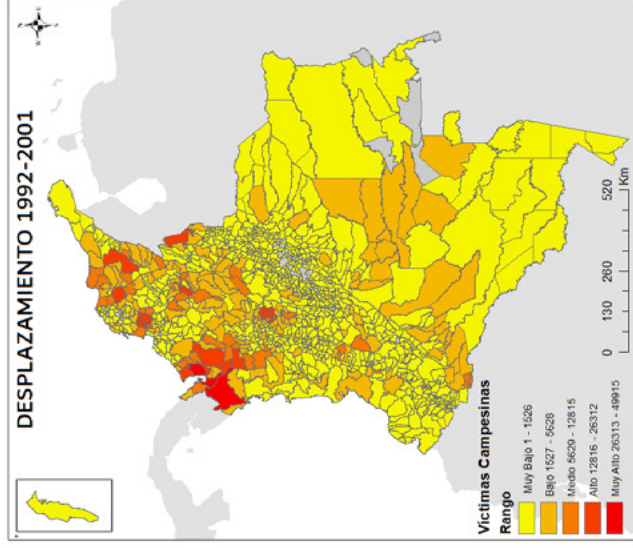 DESPLAZAMIENTO 1992-2001
N
E
S
W
0 130 260 520
Km
Víctimas Campesinas
Rango
Muy Bajo 1 - 1526
Bajo 1527 - 5628
Medio 5629 - 12815
Alto 12816 - 26312
Muy Alto 26313 - 49915